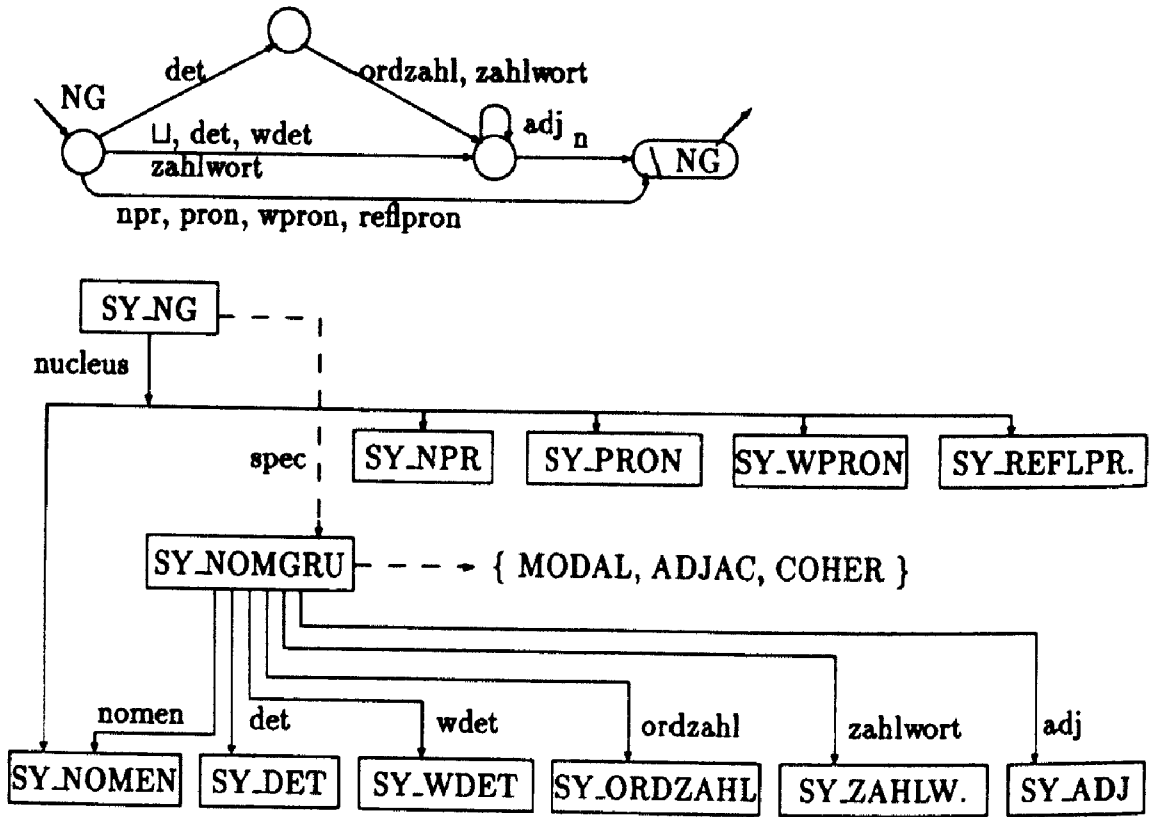 det
ordzahl, zahlwort
NG
⊔, det, wdet
adj
n
\ NG
zahlwort
npr, pron, wpron, reflpron
SY_NG
nucleus
spec
SY_NPR
SY_PRON
SY_WPRON
SY_REFLPR.
SY_NOMGRU
{ MODAL, ADJAC, COHER }
nomen
det
wdet
ordzahl
zahlwort
adj
SY_NOMEN
SY_DET
SY_WDET
SY_ORDZAHL
SY_ZAHLW.
SY_ADJ